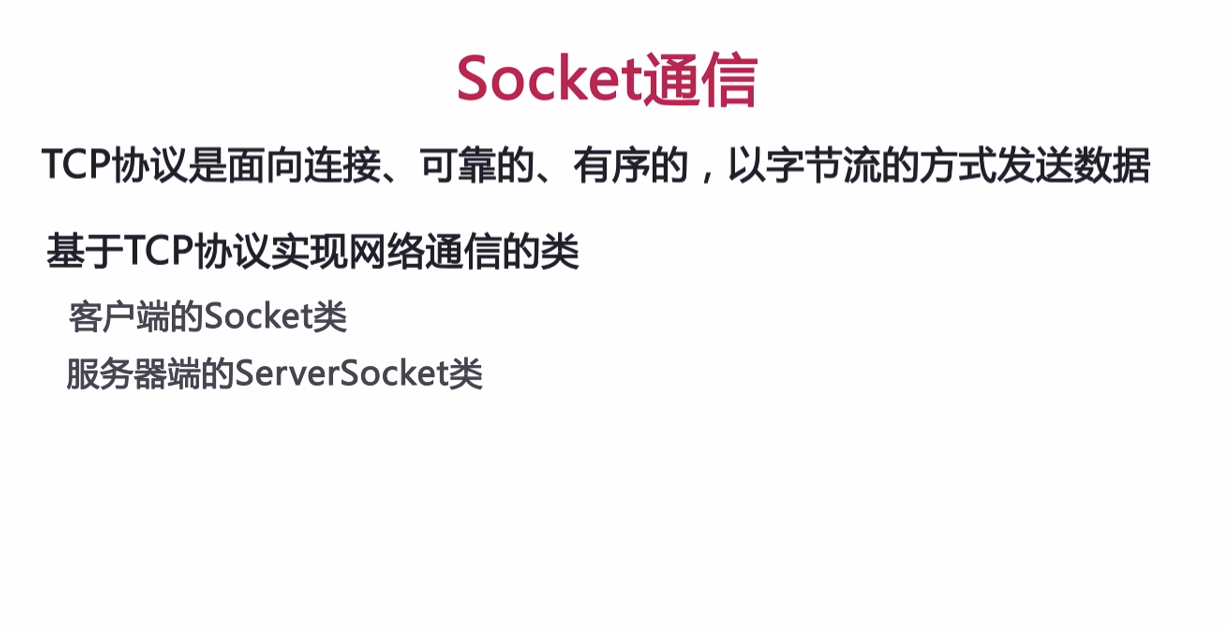 Socket通信
TCP协议是面向连接、可靠的、有序的，以字节流的方式发送数据
基于TCP协议实现网络通信的类
客户端的Socket类
服务器端的ServerSocket类